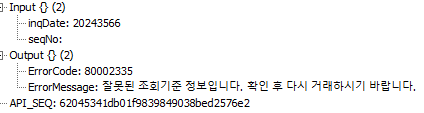 Input {} (2)
inqDate: 20243566
seqNo:
Output {} (2)
ErrorCode: 80002335
ErrorMessage: 잘못된 조회기준 정보입니다. 확인 후 다시 거래하시기 바랍니다.
API_SEQ: 62045341db01f9839849038bed2576e2